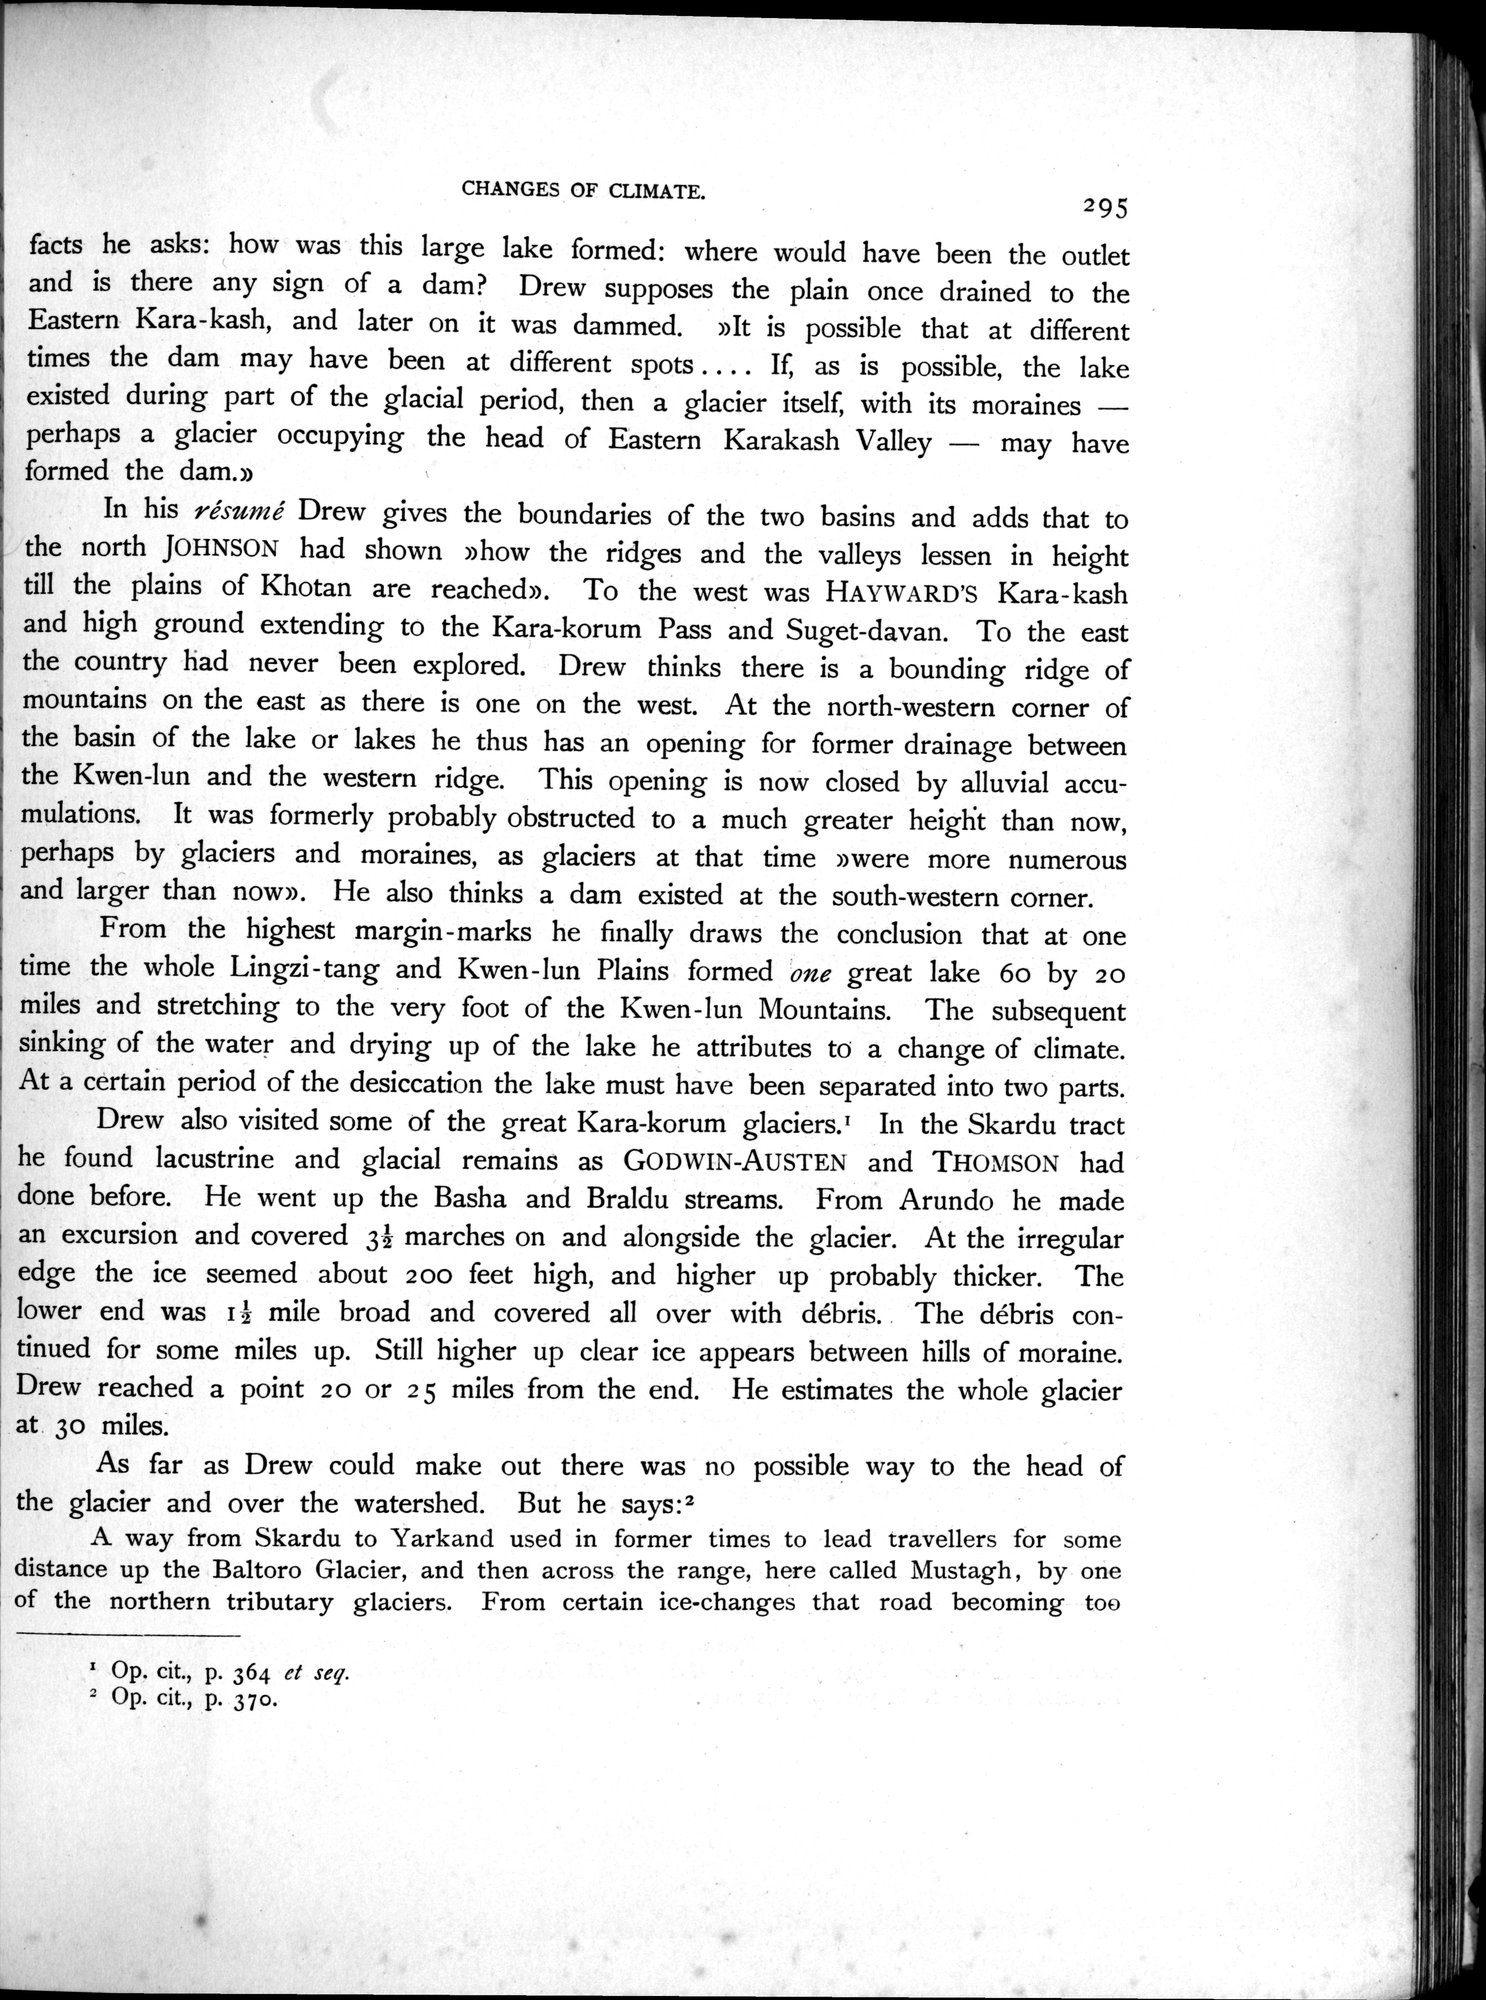 CHANGES OF CLIMATE.
295
facts he asks: how was this large lake formed: where would have been the outlet
and is there any sign of a dam? Drew supposes the plain once drained to the
Eastern Kara-kash, and later on it was dammed. »It is possible that at different
times the dam may have been at different spots.... If, as is possible, the lake
existed during part of the glacial period, then a glacier itself, with its moraines —
perhaps a glacier occupying the head of Eastern Karakash Valley — may have
formed the dam.»
In his résumé Drew gives the boundaries of the two basins and adds that to
the north JOHNSON had shown »how the ridges and the valleys lessen in height
till the plains of Khotan are reached». To the west was HAYWARD'S Kara-kash
and high ground extending to the Kara-korum Pass and Suget-davan. To the east
the country had never been explored. Drew thinks there is a bounding ridge of
mountains on the east as there is one on the west. At the north-western corner of
the basin of the lake or lakes he thus has an opening for former drainage between
the Kwen-lun and the western ridge. This opening is now closed by alluvial accu-
mulations. It was formerly probably obstructed to a much greater height than now,
perhaps by glaciers and moraines, as glaciers at that time »were more numerous
and larger than now». He also thinks a dam existed at the south-western corner.
From the highest margin-marks he finally draws the conclusion that at one
time the whole Lingzi-tang and Kwen-lun Plains formed one great lake 60 by 20
miles and stretching to the very foot of the Kwen-lun Mountains. The subsequent
sinking of the water and drying up of the lake he attributes to a change of climate.
At a certain period of the desiccation the lake must have been separated into two parts.
Drew also visited some of the great Kara-korum glaciers.¹ In the Skardu tract
he found lacustrine and glacial remains as GODWIN-AUSTEN and THOMSON had
done before. He went up the Basha and Braldu streams. From Arundo he made
an excursion and covered 3½ marches on and alongside the glacier. At the irregular
edge the ice seemed about 200 feet high, and higher up probably thicker. The
lower end was 1½ mile broad and covered all over with débris. The débris con-
tinued for some miles up. Still higher up clear ice appears between hills of moraine.
Drew reached a point 20 or 25 miles from the end. He estimates the whole glacier
at 30 miles.
As far as Drew could make out there was no possible way to the head of
the glacier and over the watershed. But he says:²
A way from Skardu to Yarkand used in former times to lead travellers for some
distance up the Baltoro Glacier, and then across the range, here called Mustagh, by one
of the northern tributary glaciers. From certain ice-changes that road becoming too
¹ Op. cit., p. 364 et seq.
² Op. cit., p. 370.